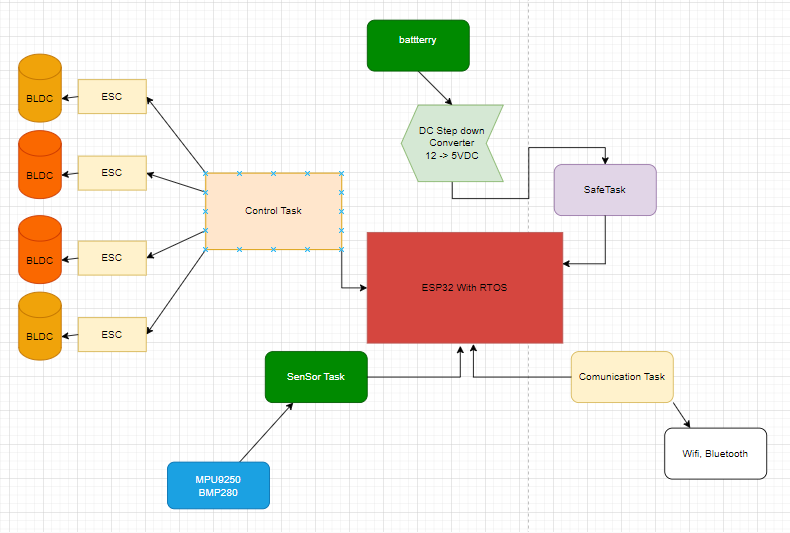 battterry
DC Step down
Converter
12 -> 5VDC
SafeTask
BLDC
ESC
BLDC
ESC
BLDC
ESC
BLDC
ESC
Control Task
ESP32 With RTOS
SenSor Task
Comunication Task
Wifi, Bluetooth
MPU9250
BMP280